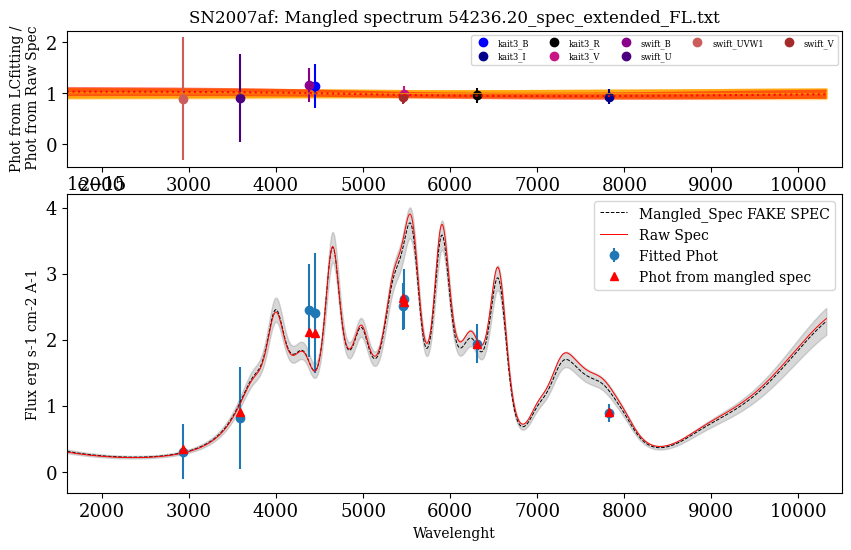 SN2007af: Mangled spectrum 54236.20_spec_extended_FL.txt
Phot from LCfitting /
Phot from Raw Spec
2
1
0
kait3_B
kait3_R
swift_B
swift_UVW1
swift_V
kait3_I
kait3_V
swift_U
2000
3000
4000
5000
6000
7000
8000
9000
10000
Flux erg s-1 cm-2 A-1
4
3
2
1
0
Mangled_Spec FAKE SPEC
Raw Spec
Fitted Phot
Phot from mangled spec
2000
3000
4000
5000
6000
7000
8000
9000
10000
Wavelenght